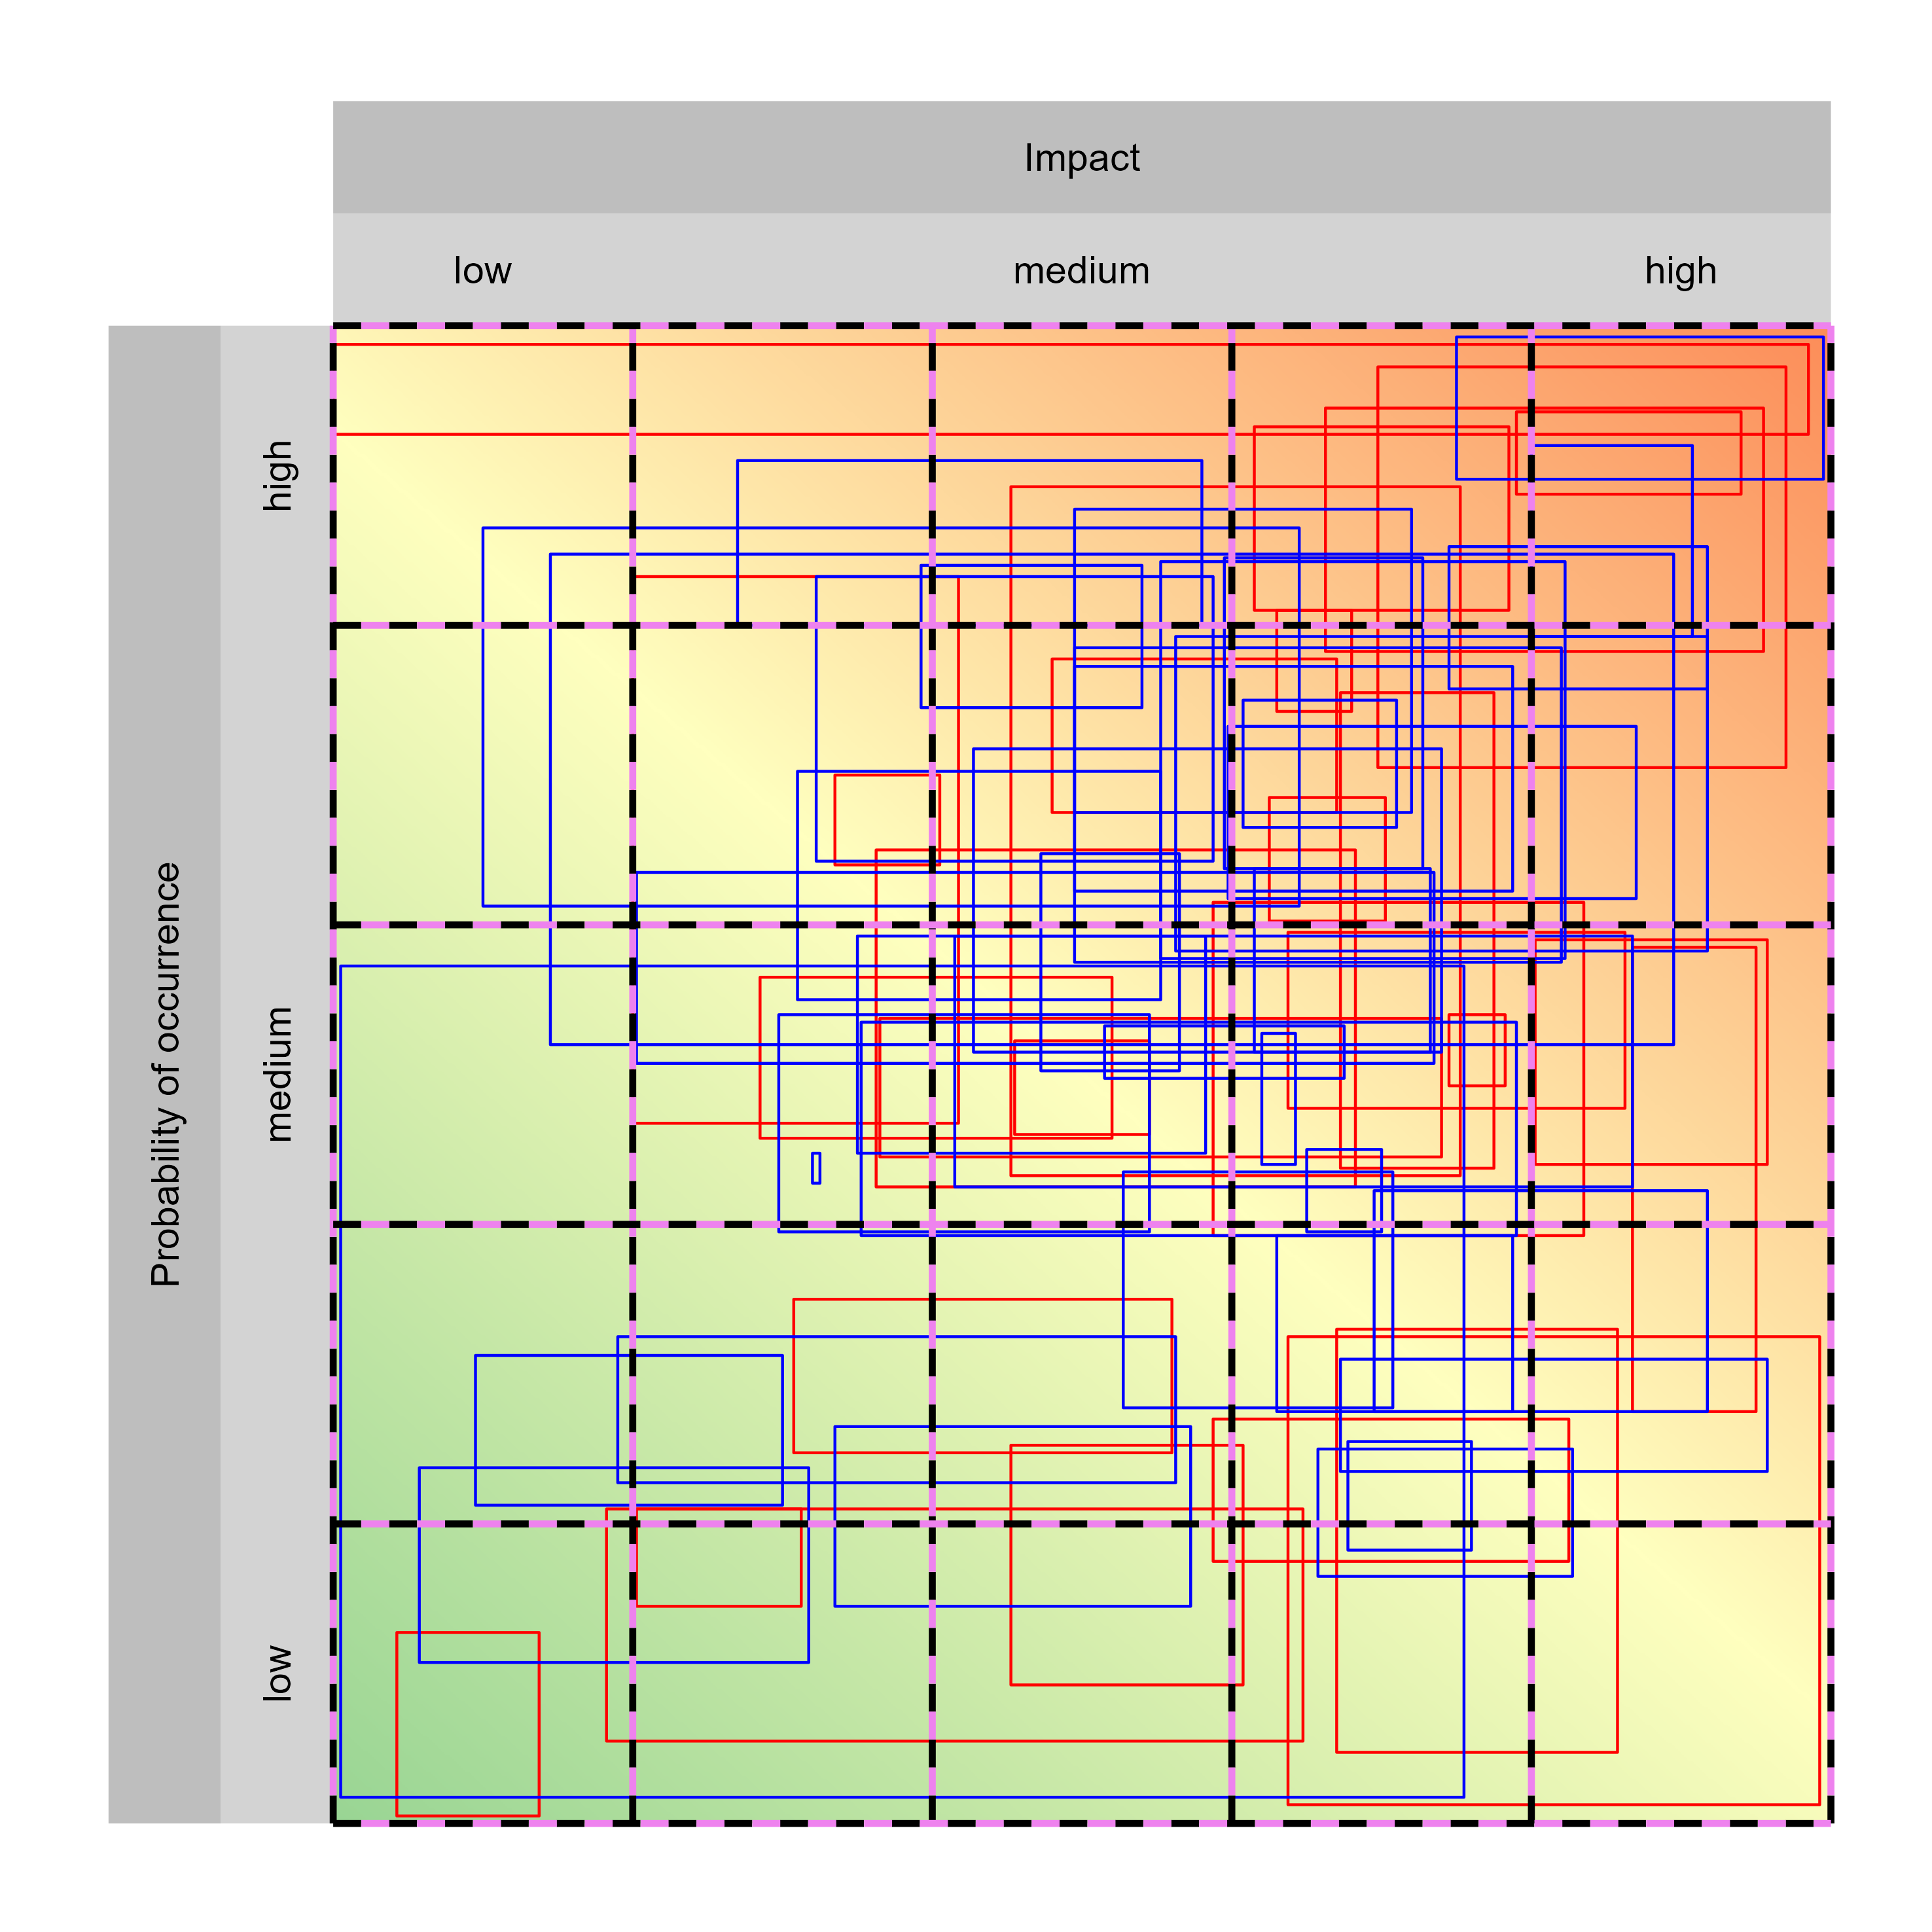 Impact
low
medium
high
Probability of occurrence
high
medium
low